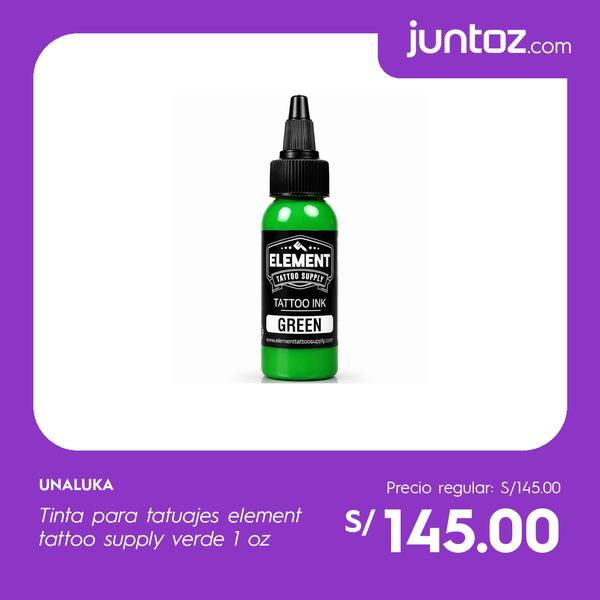 juntoz.com
ELEMENT
TATTOO SUPPLY
TATTOO INK
GREEN
www.elementtattoosupply.com
UNALUKA
Tinta para tatuajes element
tattoo supply verde 1 oz
Precio regular: S/145.00
S/ 145.00